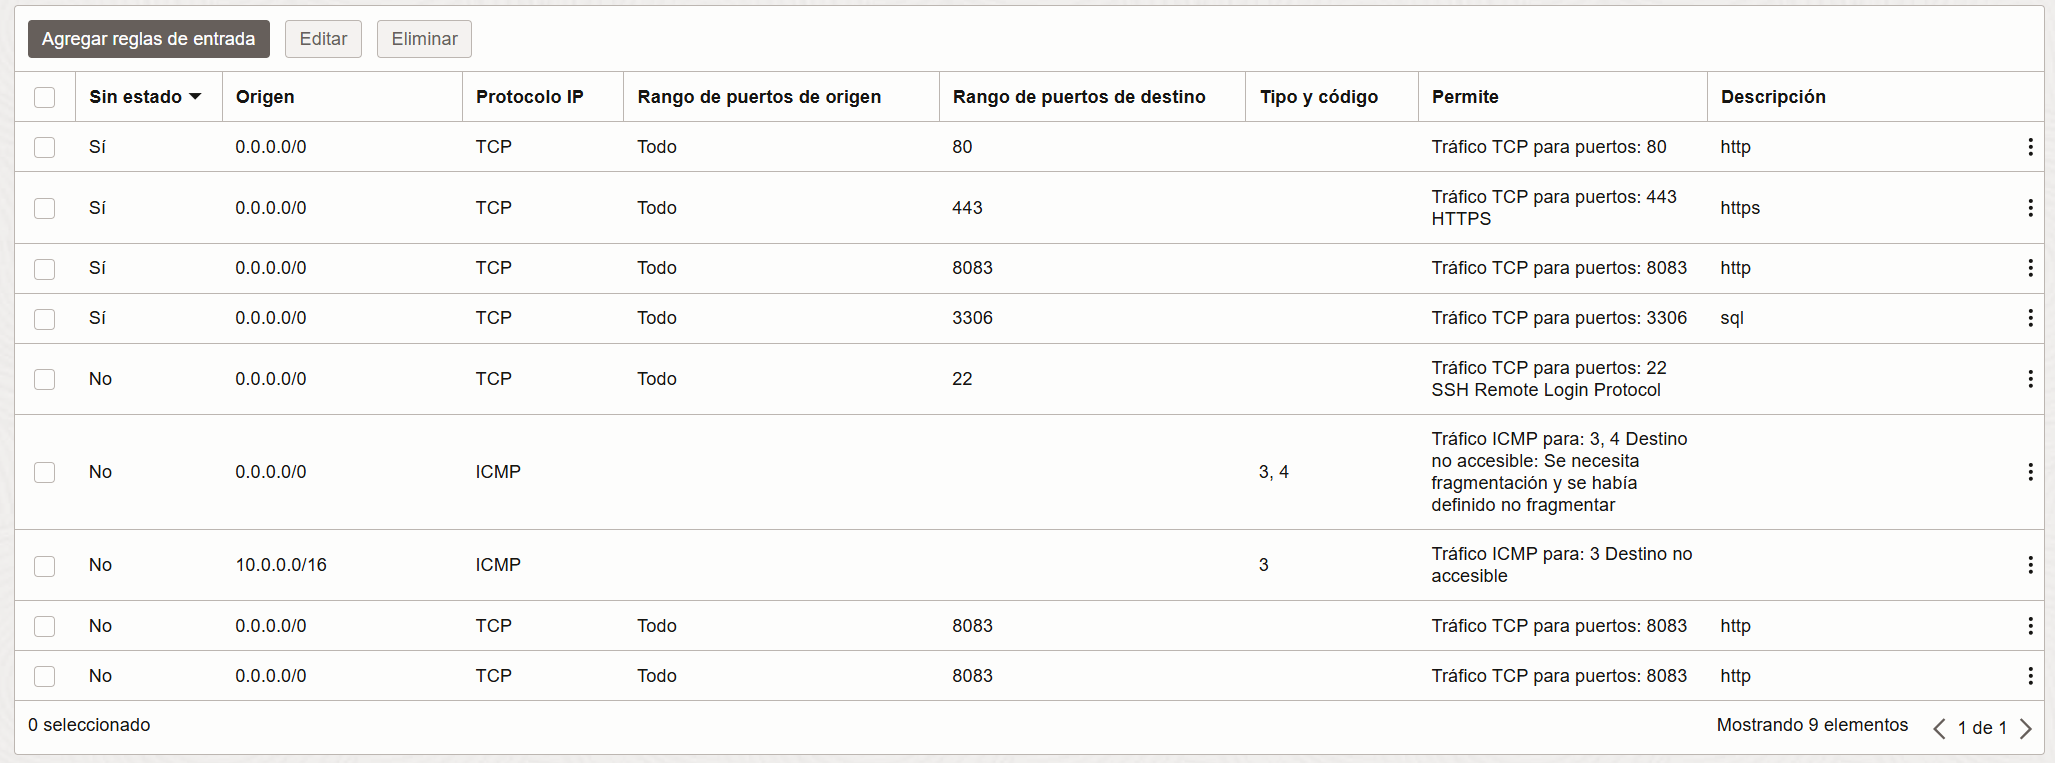 Agregar reglas de entrada Editar Eliminar
Sin estado Origen Protocolo IP Rango de puertos de origen Rango de puertos de destino Tipo y código Permite Descripción
Sí 0.0.0.0/0 TCP Todo 80 Tráfico TCP para puertos: 80 http
Sí 0.0.0.0/0 TCP Todo 443 Tráfico TCP para puertos: 443
HTTPS https
Sí 0.0.0.0/0 TCP Todo 8083 Tráfico TCP para puertos: 8083 http
Sí 0.0.0.0/0 TCP Todo 3306 Tráfico TCP para puertos: 3306 sql
No 0.0.0.0/0 TCP Todo 22 Tráfico TCP para puertos: 22
SSH Remote Login Protocol
No 0.0.0.0/0 ICMP 3, 4 Tráfico ICMP para: 3, 4 Destino
no accesible: Se necesita
fragmentación y se había
definido no fragmentar
No 10.0.0.0/16 ICMP 3 Tráfico ICMP para: 3 Destino no
accesible
No 0.0.0.0/0 TCP Todo 8083 Tráfico TCP para puertos: 8083 http
No 0.0.0.0/0 TCP Todo 8083 Tráfico TCP para puertos: 8083 http
0 seleccionado Mostrando 9 elementos 1 de 1